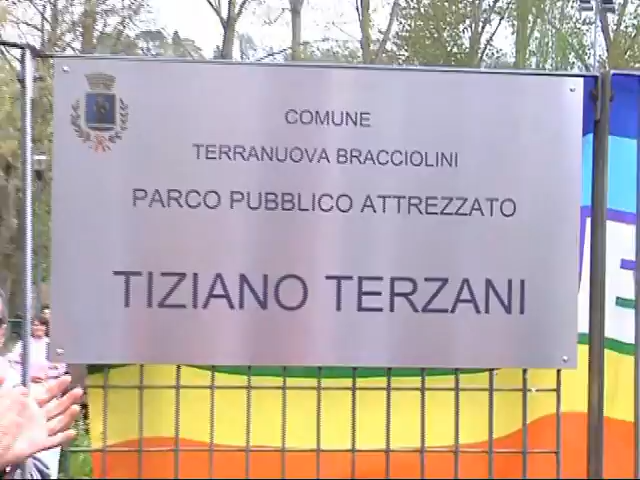 COMUNE
TERRANUOVA BRACCIOLINI
PARCO PUBBLICO ATTREZZATO
TIZIANO TERZANI